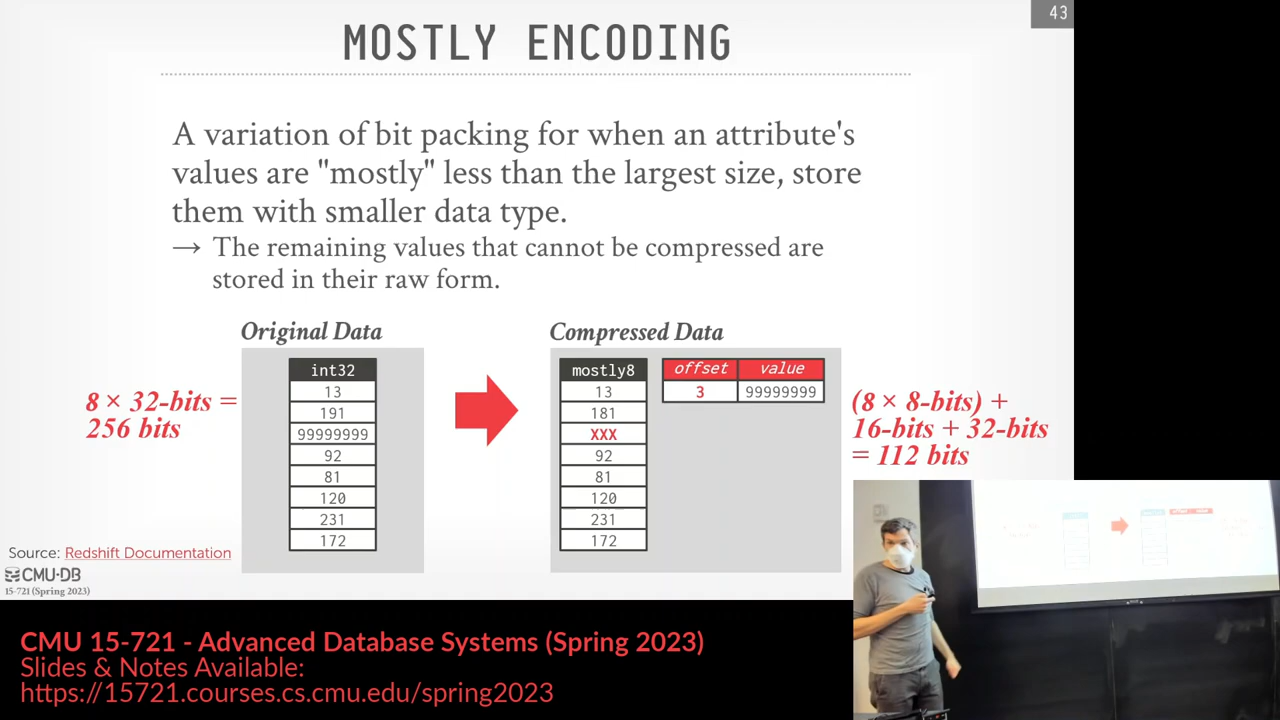 43
MOSTLY ENCODING
A variation of bit packing for when an attribute's
values are "mostly" less than the largest size, store
them with smaller data type.
→ The remaining values that cannot be compressed are
stored in their raw form.
Original Data
int32
13
191
99999999
92
81
120
231
172
8 × 32-bits =
256 bits
Compressed Data
mostly8
13
181
XXX
92
81
120
231
172
offset value
3 99999999
(8 × 8-bits) +
16-bits + 32-bits
= 112 bits
Source: Redshift Documentation
CMU·DB
15-721 (Spring 2023)
CMU 15-721 - Advanced Database Systems (Spring 2023)
Slides & Notes Available:
https://15721.courses.cs.cmu.edu/spring2023